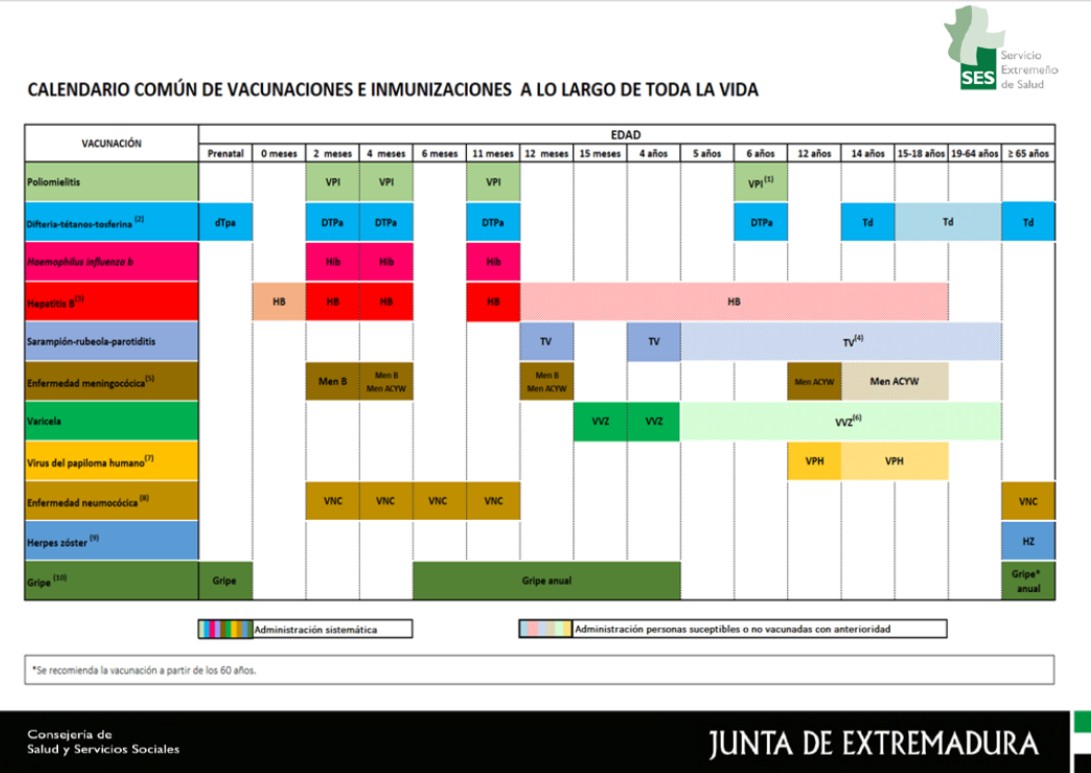 SES
Servicio
Extremeño
de Salud
CALENDARIO COMÚN DE VACUNACIONES E INMUNIZACIONES A LO LARGO DE TODA LA VIDA
VACUNACIÓN
EDAD
Prenatal 0 meses 2 meses 4 meses 6 meses 11 meses 12 meses 15 meses 4 años 5 años 6 años 12 años 14 años 15-18 años 19-64 años ≥ 65 años
Poliomielitis VPI VPI VPI VPI(1)
Difteria-tétanos-tosferina (2) dTpa DTPa DTPa DTPa DTPa Td Td Td
Haemophilus influenza b Hib Hib Hib
Hepatitis B(3) HB HB HB HB HB
Sarampión-rubeola-parotiditis TV TV TV(4)
Enfermedad meningocócica(5) Men B Men B Men ACYW Men B Men ACYW Men ACYW Men ACYW
Varicela VVZ VVZ VVZ(6)
Virus del papiloma humano(7) VPH VPH
Enfermedad neumocócica (8) VNC VNC VNC VNC VNC
Herpes zóster (9) HZ
Gripe (10) Gripe Gripe anual Gripe* anual
Administración sistemática
Administración personas suceptibles o no vacunadas con anterioridad
*Se recomienda la vacunación a partir de los 60 años.
Consejería de
Salud y Servicios Sociales
JUNTA DE EXTREMADURA